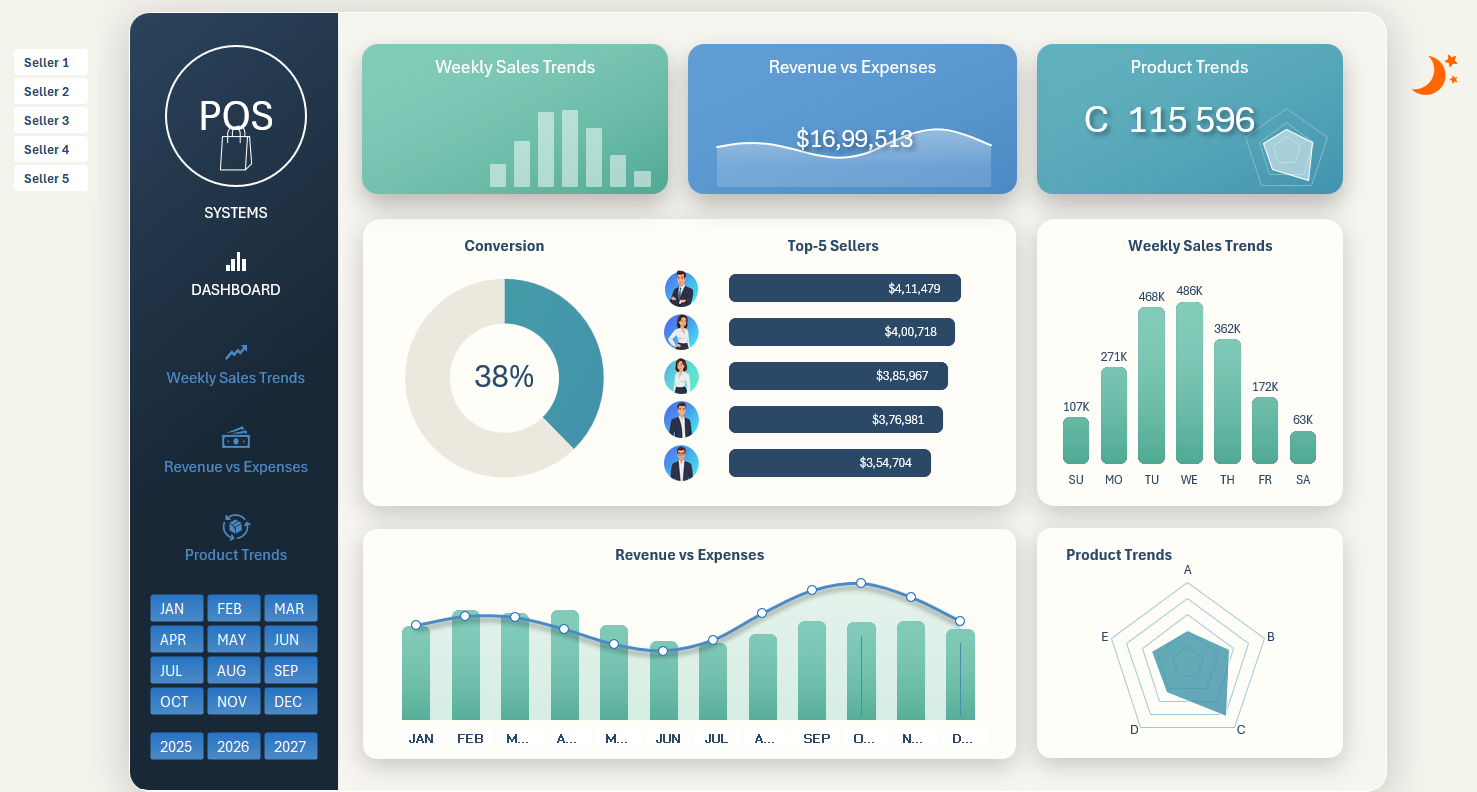 Seller 1
Seller 2
Seller 3
Seller 4
Seller 5
POS
SYSTEMS
DASHBOARD
Weekly Sales Trends
Revenue vs Expenses
Product Trends
JAN FEB MAR
APR MAY JUN
JUL AUG SEP
OCT NOV DEC
2025 2026 2027
Weekly Sales Trends
Revenue vs Expenses
$16,99,513
Product Trends
C 115 596
Conversion
38%
Top-5 Sellers
$4,11,479
$4,00,718
$3,85,967
$3,76,981
$3,54,704
Weekly Sales Trends
107K 271K 468K 486K 362K 172K 63K
SU MO TU WE TH FR SA
Revenue vs Expenses
JAN FEB M... A... M... JUN JUL A... SEP O... N... D...
Product Trends
A
B
C
D
E